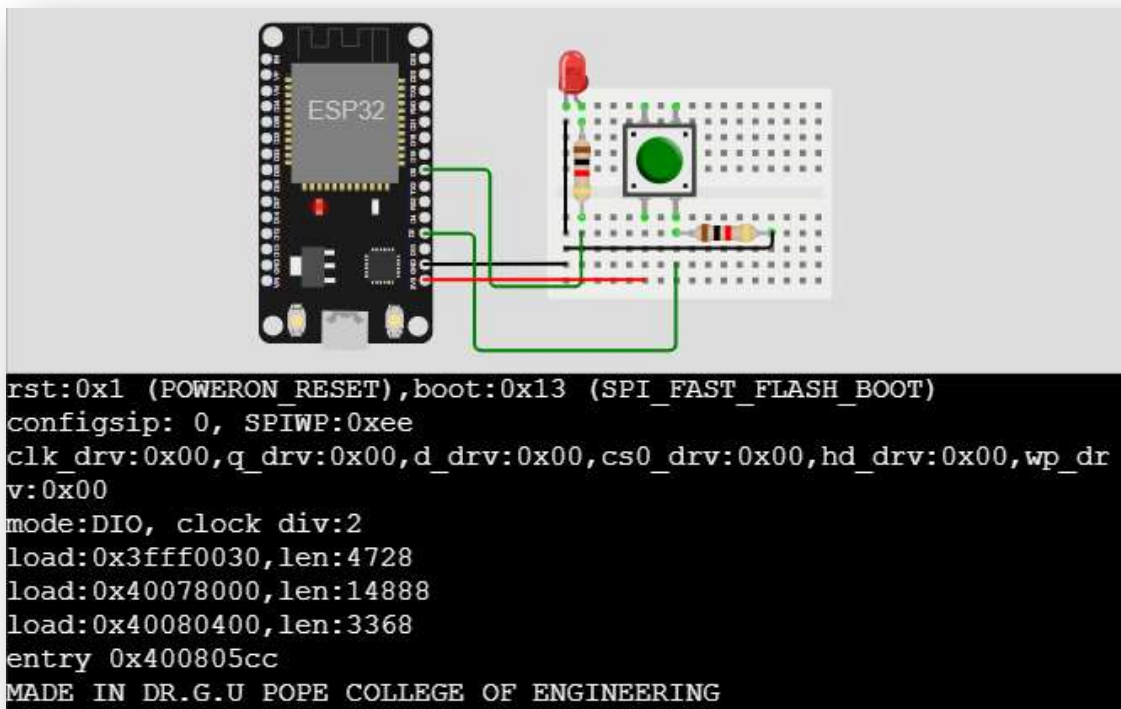 ESP32
rst:0x1 (POWERON_RESET),boot:0x13 (SPI_FAST_FLASH_BOOT)
configsip: 0, SPIWP:0xee
clk_drv:0x00,q_drv:0x00,d_drv:0x00,cs0_drv:0x00,hd_drv:0x00,wp_dr
v:0x00
mode:DIO, clock div:2
load:0x3fff0030,len:4728
load:0x40078000,len:14888
load:0x40080400,len:3368
entry 0x400805cc
MADE IN DR.G.U POPE COLLEGE OF ENGINEERING